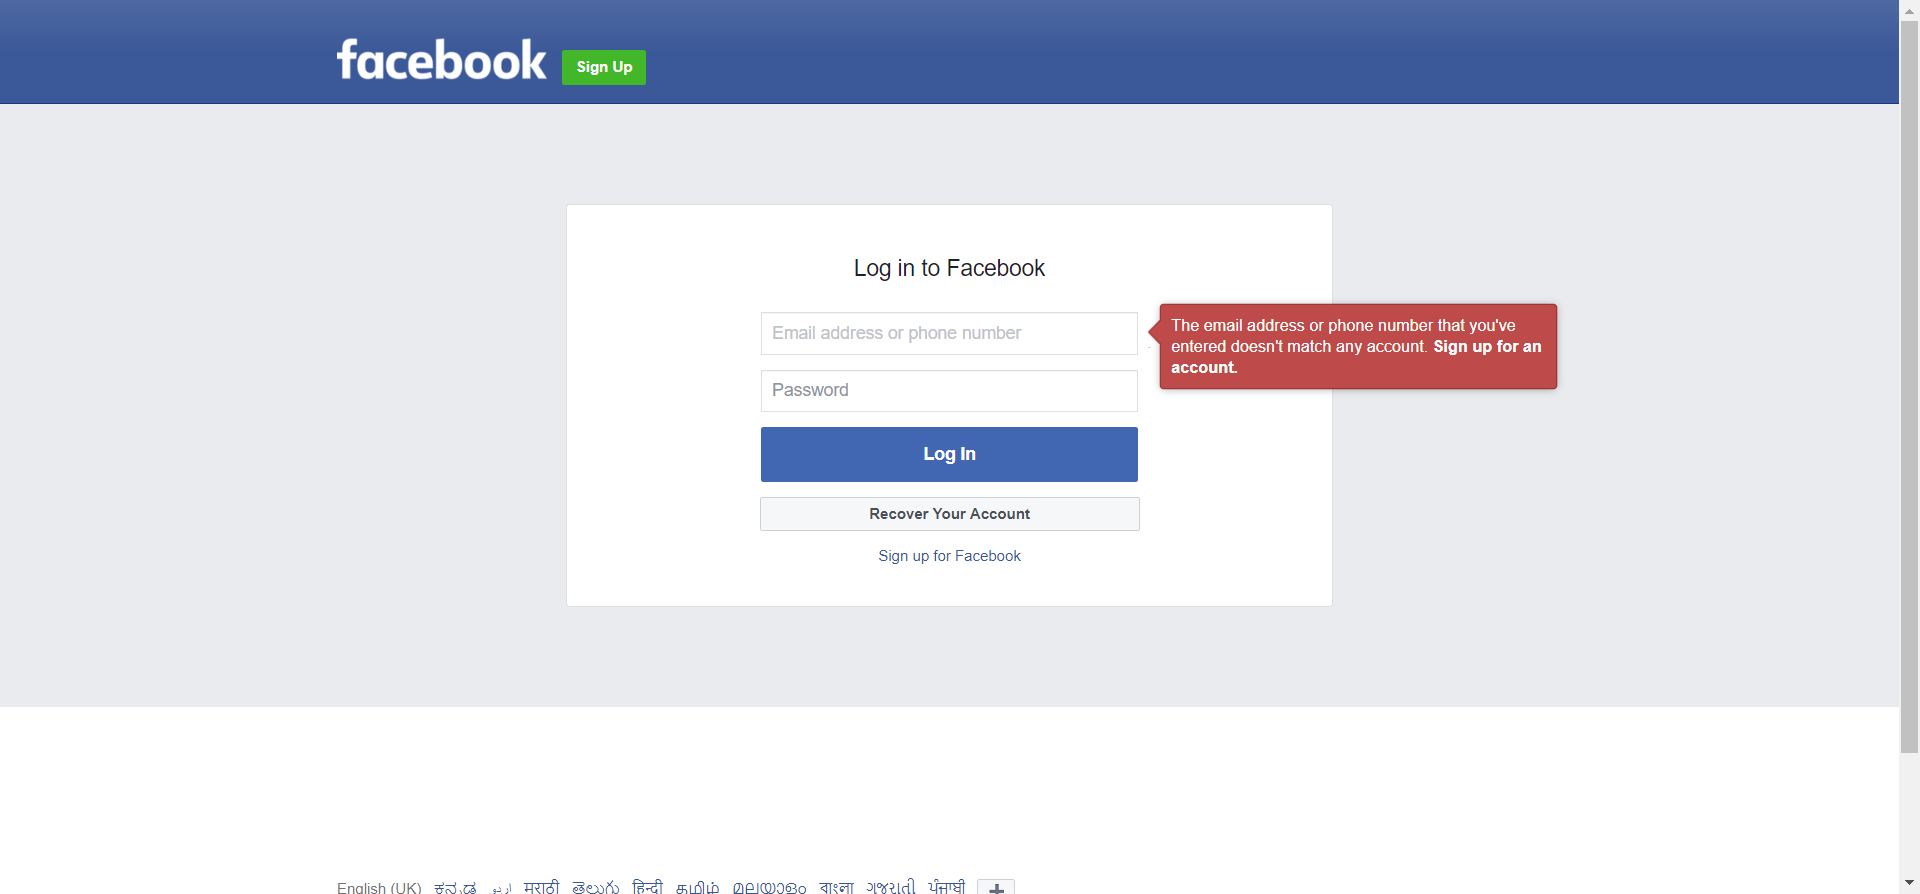 facebook
Sign Up
Log in to Facebook
Email address or phone number
The email address or phone number that you've
entered doesn't match any account. Sign up for an
account.
Password
Log In
Recover Your Account
Sign up for Facebook
English (UK) ಕನ್ನಡ اردو मराठी తెలుగు हिन्दी தமிழ் മലയാളം বাংলা ગુજરાતી ਪੰਜਾਬੀ